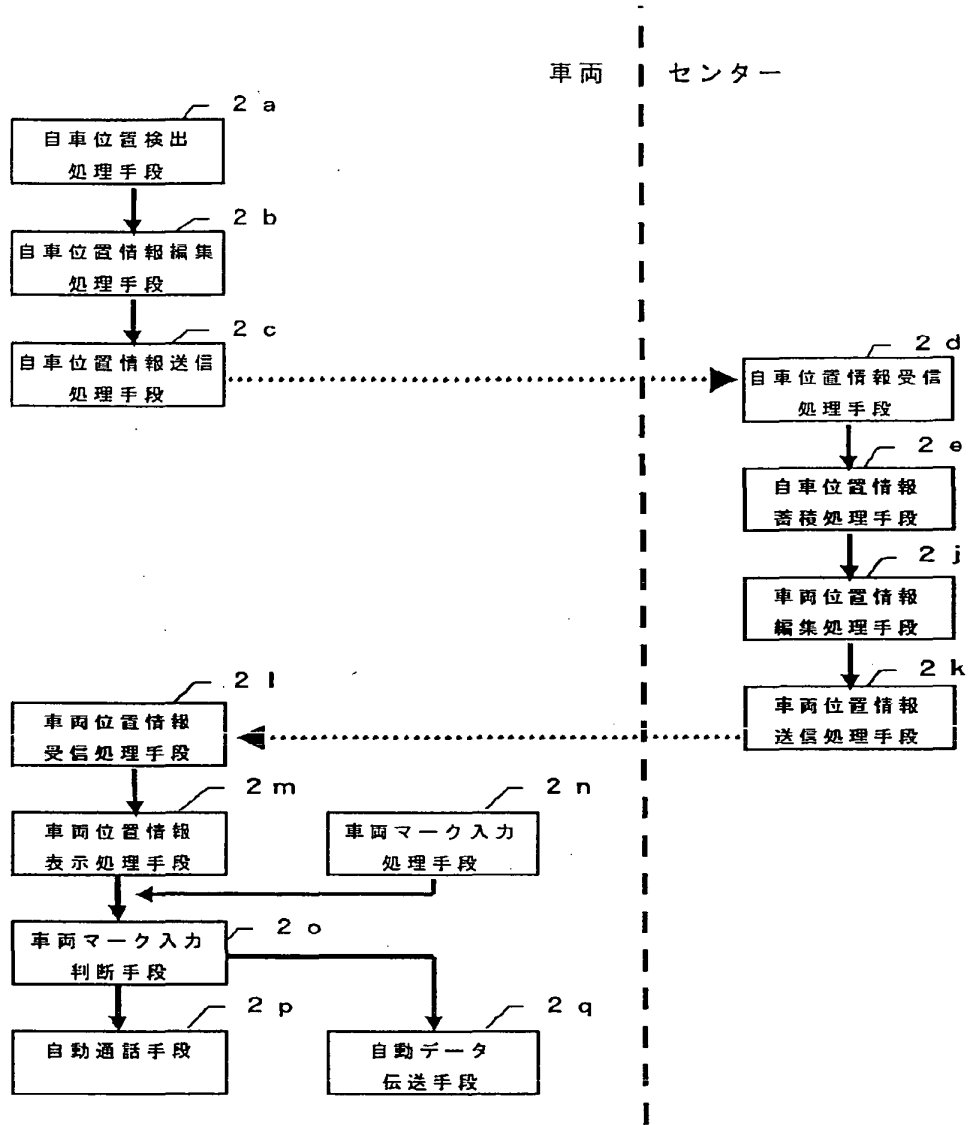 車両
センター
2a
自車位置検出
処理手段
2b
自車位置情報編集
処理手段
2c
自車位置情報送信
処理手段
2d
自車位置情報受信
処理手段
2e
自車位置情報
蓄積処理手段
2j
車両位置情報
編集処理手段
2k
車両位置情報
送信処理手段
2l
車両位置情報
受信処理手段
2m
車両位置情報
表示処理手段
2n
車両マーク入力
処理手段
2o
車両マーク入力
判断手段
2p
自動通話手段
2q
自動データ
伝送手段